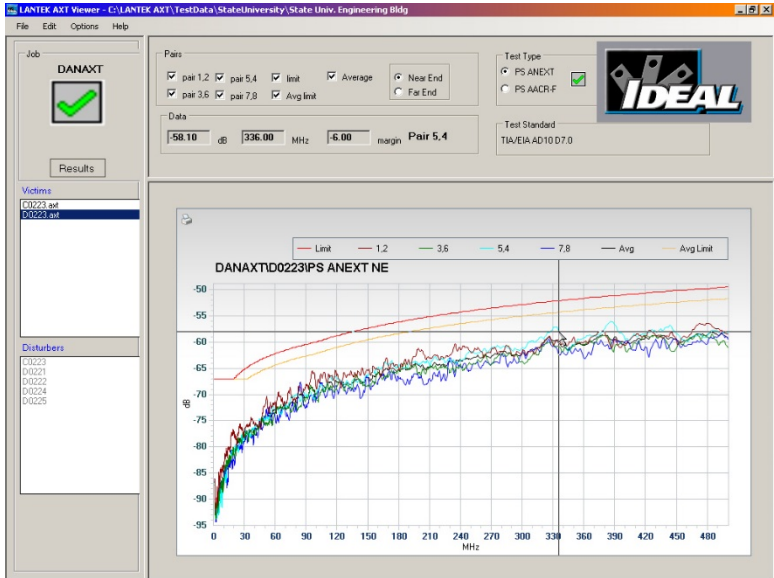 LANTEK AXT Viewer - C:\LANTEK AXT\TestData\StateUniversity\State Univ. Engineering Bldg
File Edit Options Help
Job
DANAXT
Results
Pairs
pair 1,2 pair 5,4 limit Average
pair 3,6 pair 7,8 Avg limit
Near End
Far End
Data
-58.10 dB 336.00 MHz -6.00 margin Pair 5,4
Test Type
PS ANEXT
PS AACR-F
IDEAL
Test Standard
TIA/EIA AD10 D7.0
Victims
C0223.axt
D0223.axt
Disturbers
C0223
D0221
D0222
D0224
D0225
Limit 1,2 3,6 5,4 7,8 Avg Avg Limit
DANAXT\D0223\PS ANEXT NE
-50
-55
-60
-65
-70
-75
-80
-85
-90
-95
dB
0 30 60 90 120 150 180 210 240 270 300 330 360 390 420 450 480
MHz